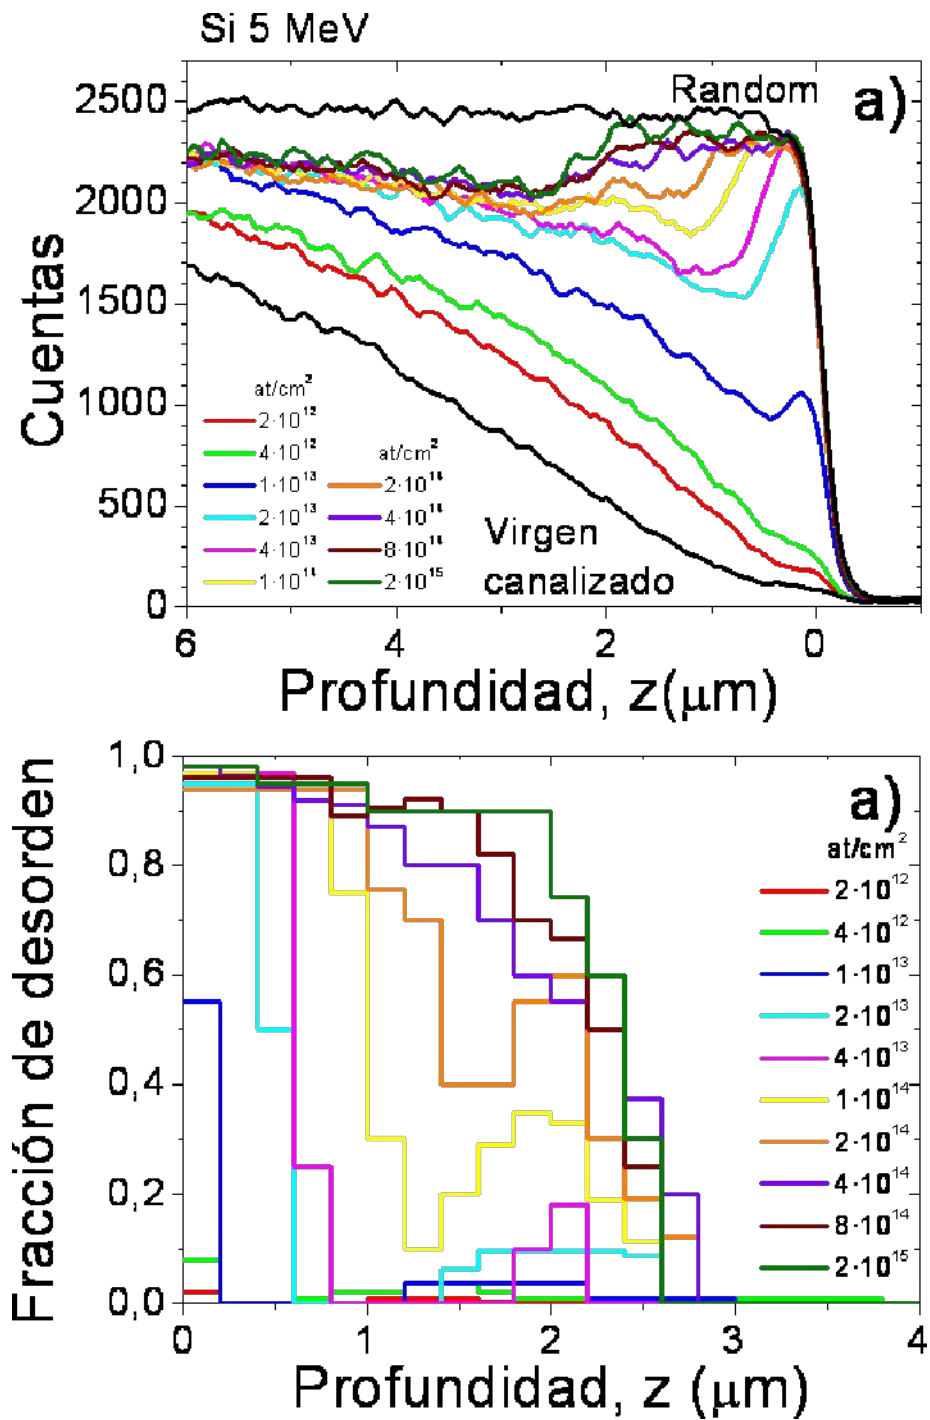 Si 5 MeV
Random
a)
2500
2000
1500
1000
500
0
Cuentas
at/cm²
2·10¹²
4·10¹²
1·10¹³
2·10¹³
4·10¹³
1·10¹⁴
at/cm²
2·10¹⁴
4·10¹⁴
8·10¹⁴
2·10¹⁵
Virgen
canalizado
6 4 2 0
Profundidad, z(μm)
1,0
0,8
0,6
0,4
0,2
0,0
Fracción de desorden
a)
at/cm²
2·10¹²
4·10¹²
1·10¹³
2·10¹³
4·10¹³
1·10¹⁴
2·10¹⁴
4·10¹⁴
8·10¹⁴
2·10¹⁵
0 1 2 3 4
Profundidad, z (μm)